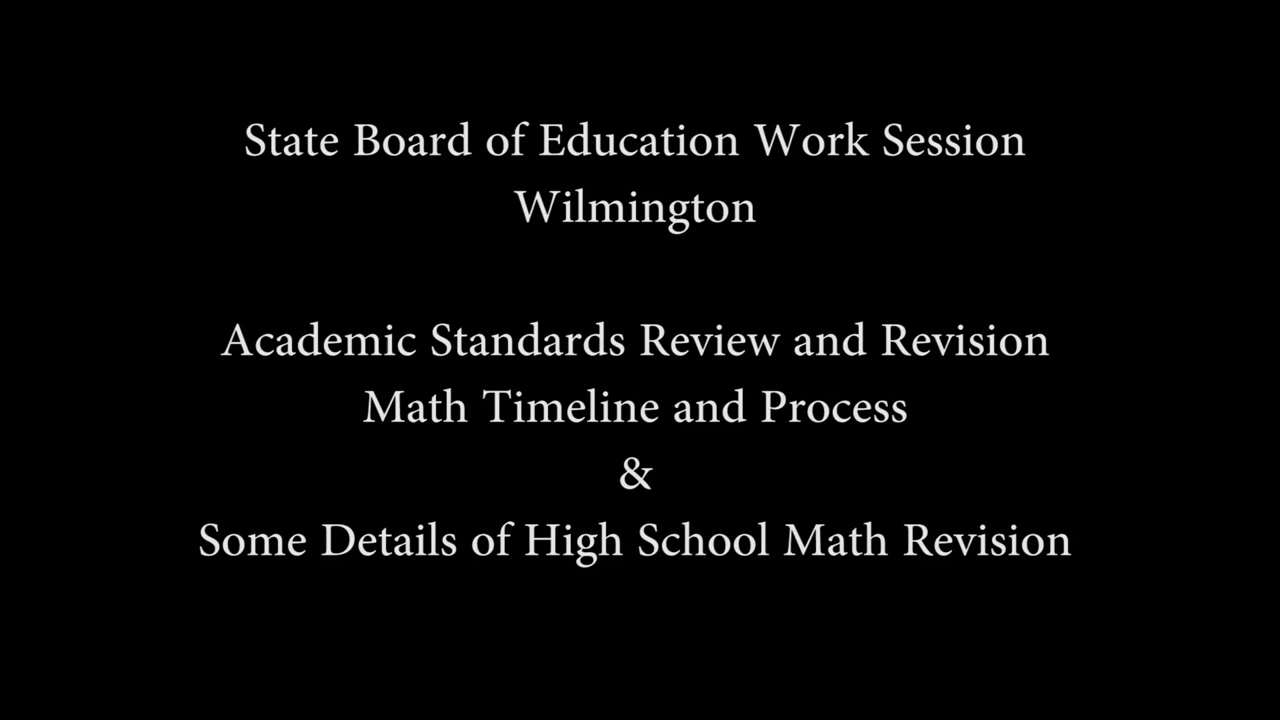 State Board of Education Work Session
Wilmington
Academic Standards Review and Revision
Math Timeline and Process
&
Some Details of High School Math Revision